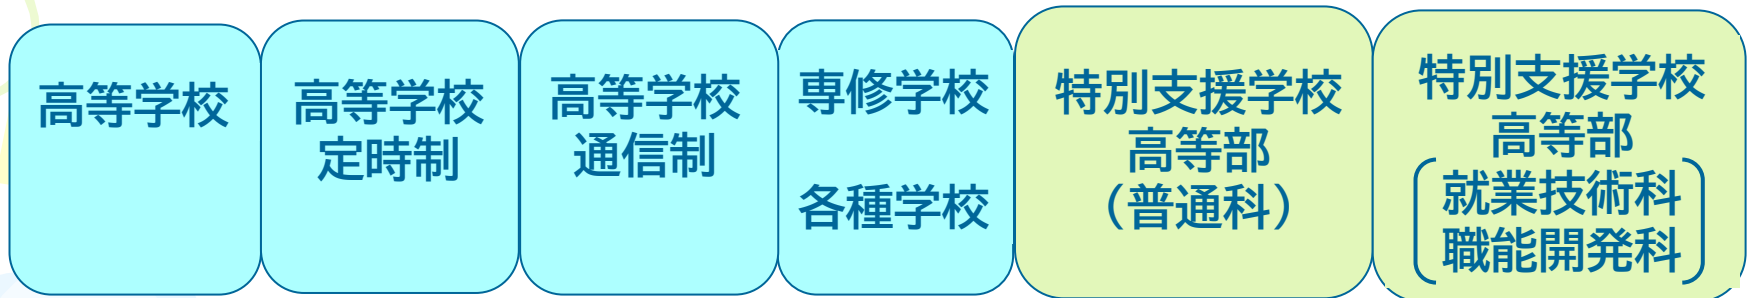 高等学校
高等学校
定時制
高等学校
通信制
専修学校
各種学校
特別支援学校
高等部
（普通科）
特別支援学校
高等部
就業技術科
職能開発科